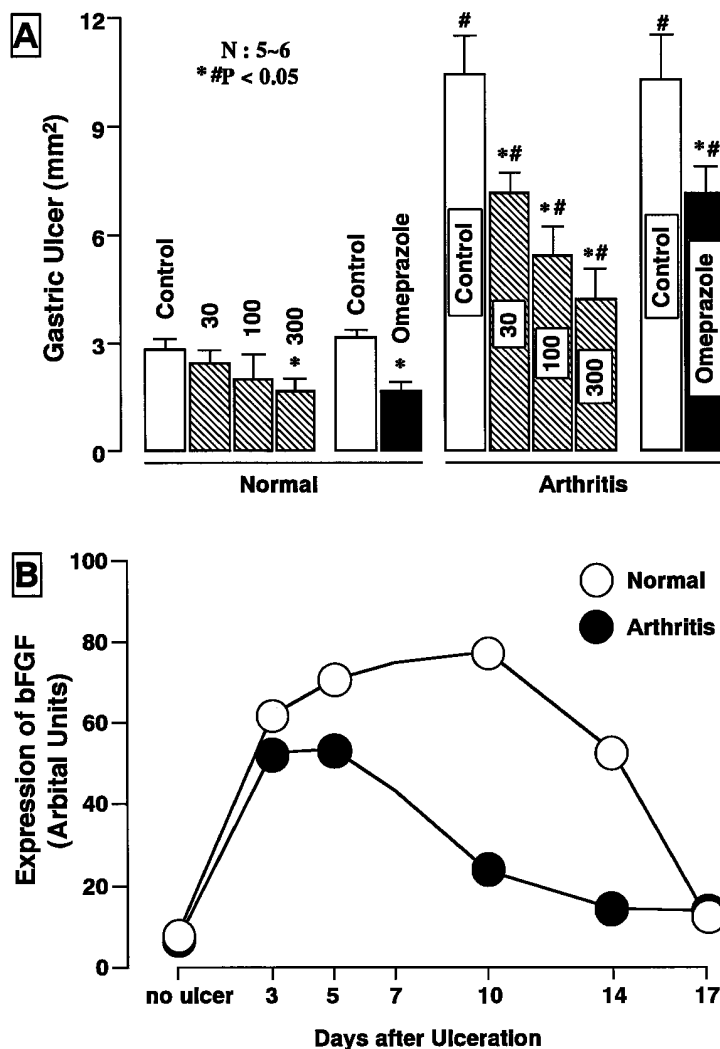 A
12
9
6
3
0
Gastric Ulcer (mm²)
N : 5~6
*#P < 0.05
Control
30
100
300
*
Control
Omeprazole
*
#
Control
*#
30
*#
100
*#
300
#
Control
*#
Omeprazole
Normal
Arthritis
B
100
80
60
40
20
0
Expression of bFGF
(Arbital Units)
Normal
Arthritis
no ulcer 3 5 7 10 14 17
Days after Ulceration